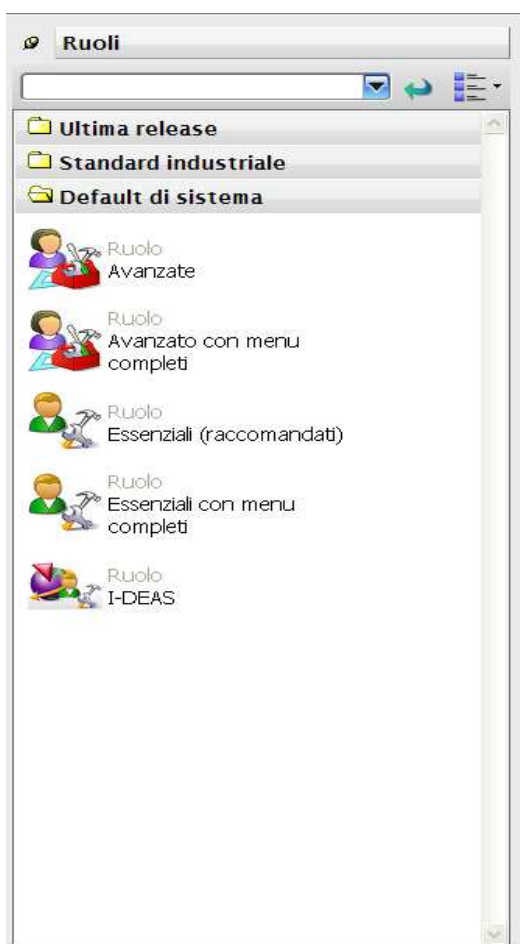 Ruoli
Ultima release
Standard industriale
Default di sistema
Ruolo
Avanzate
Ruolo
Avanzato con menu
completi
Ruolo
Essenziali (raccomandati)
Ruolo
Essenziali con menu
completi
Ruolo
I-DEAS